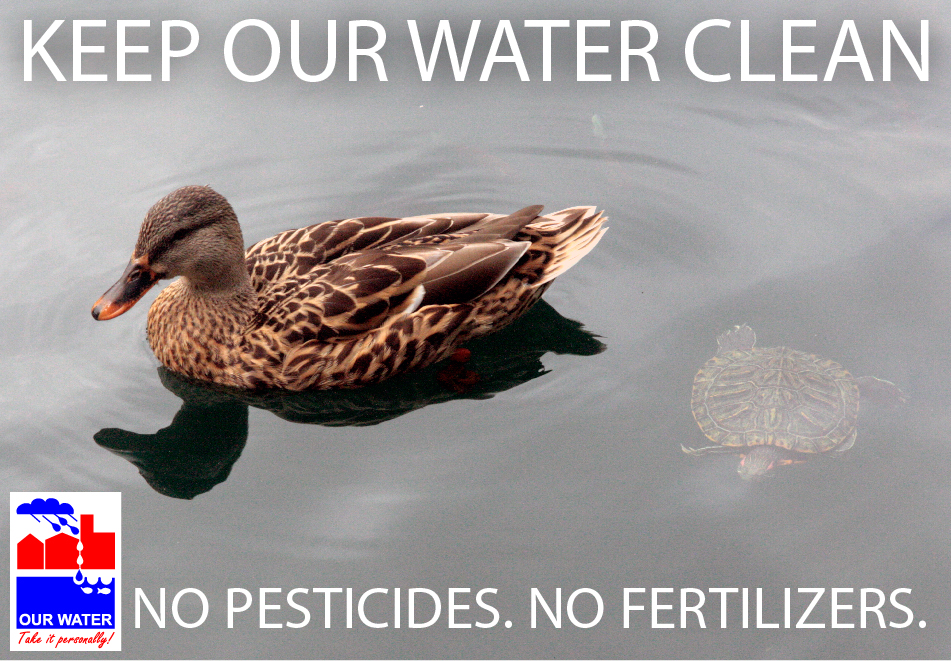 KEEP OUR WATER CLEAN
OUR WATER
Take it personally!
NO PESTICIDES. NO FERTILIZERS.